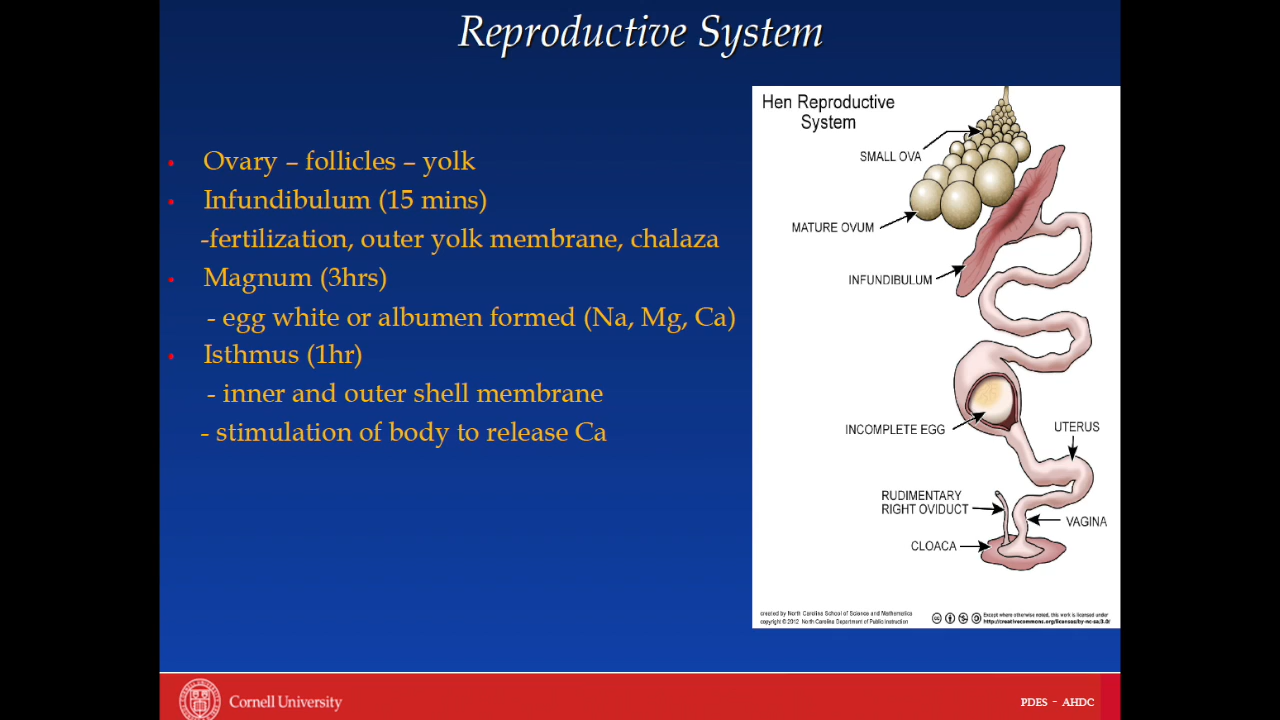 Reproductive System
• Ovary – follicles – yolk
• Infundibulum (15 mins)
-fertilization, outer yolk membrane, chalaza
• Magnum (3hrs)
- egg white or albumen formed (Na, Mg, Ca)
• Isthmus (1hr)
- inner and outer shell membrane
- stimulation of body to release Ca
Hen Reproductive
System
SMALL OVA
MATURE OVUM
INFUNDIBULUM
INCOMPLETE EGG
UTERUS
RUDIMENTARY
RIGHT OVIDUCT
VAGINA
CLOACA
created by North Carolina School of Science and Mathematics
copyright © 2012 North Carolina Department of Public Instruction
Except where otherwise noted, this work is licensed under
http://creativecommons.org/licenses/by-nc-sa/3.0/
Cornell University
PDES - AHDC